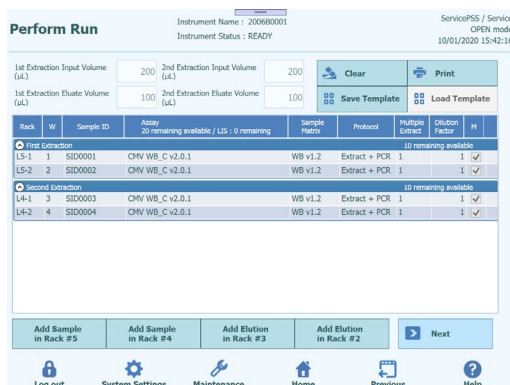 Perform Run
Instrument Name : 2006B0001
Instrument Status : READY
ServicePSS / Servic
OPEN mode
10/01/2020 15:42:16
1st Extraction Input Volume (µL) 200 2nd Extraction Input Volume (µL) 200 Clear Print
1st Extraction Eluate Volume (µL) 100 2nd Extraction Eluate Volume (µL) 100 Save Template Load Template
Rack W Sample ID Assay 20 remaining available / LIS : 0 remaining Sample Matrix Protocol Multiple Extract Dilution Factor M
First Extraction 10 remaining available
L5-1 1 SID0001 CMV WB_C v2.0.1 WB v1.2 Extract + PCR 1 1
L5-2 2 SID0002 CMV WB_C v2.0.1 WB v1.2 Extract + PCR 1 1
Second Extraction 10 remaining available
L4-1 3 SID0003 CMV WB_C v2.0.1 WB v1.2 Extract + PCR 1 1
L4-2 4 SID0004 CMV WB_C v2.0.1 WB v1.2 Extract + PCR 1 1
Add Sample in Rack #5 Add Sample in Rack #4 Add Elution in Rack #3 Add Elution in Rack #2 Next
Log out System Settings Maintenance Home Previous Help